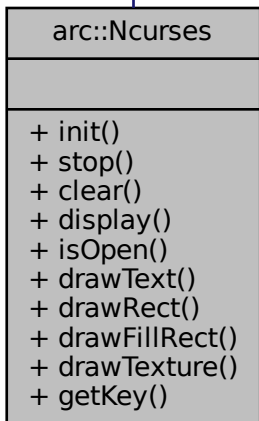 arc::Ncurses
+ init()
+ stop()
+ clear()
+ display()
+ isOpen()
+ drawText()
+ drawRect()
+ drawFillRect()
+ drawTexture()
+ getKey()